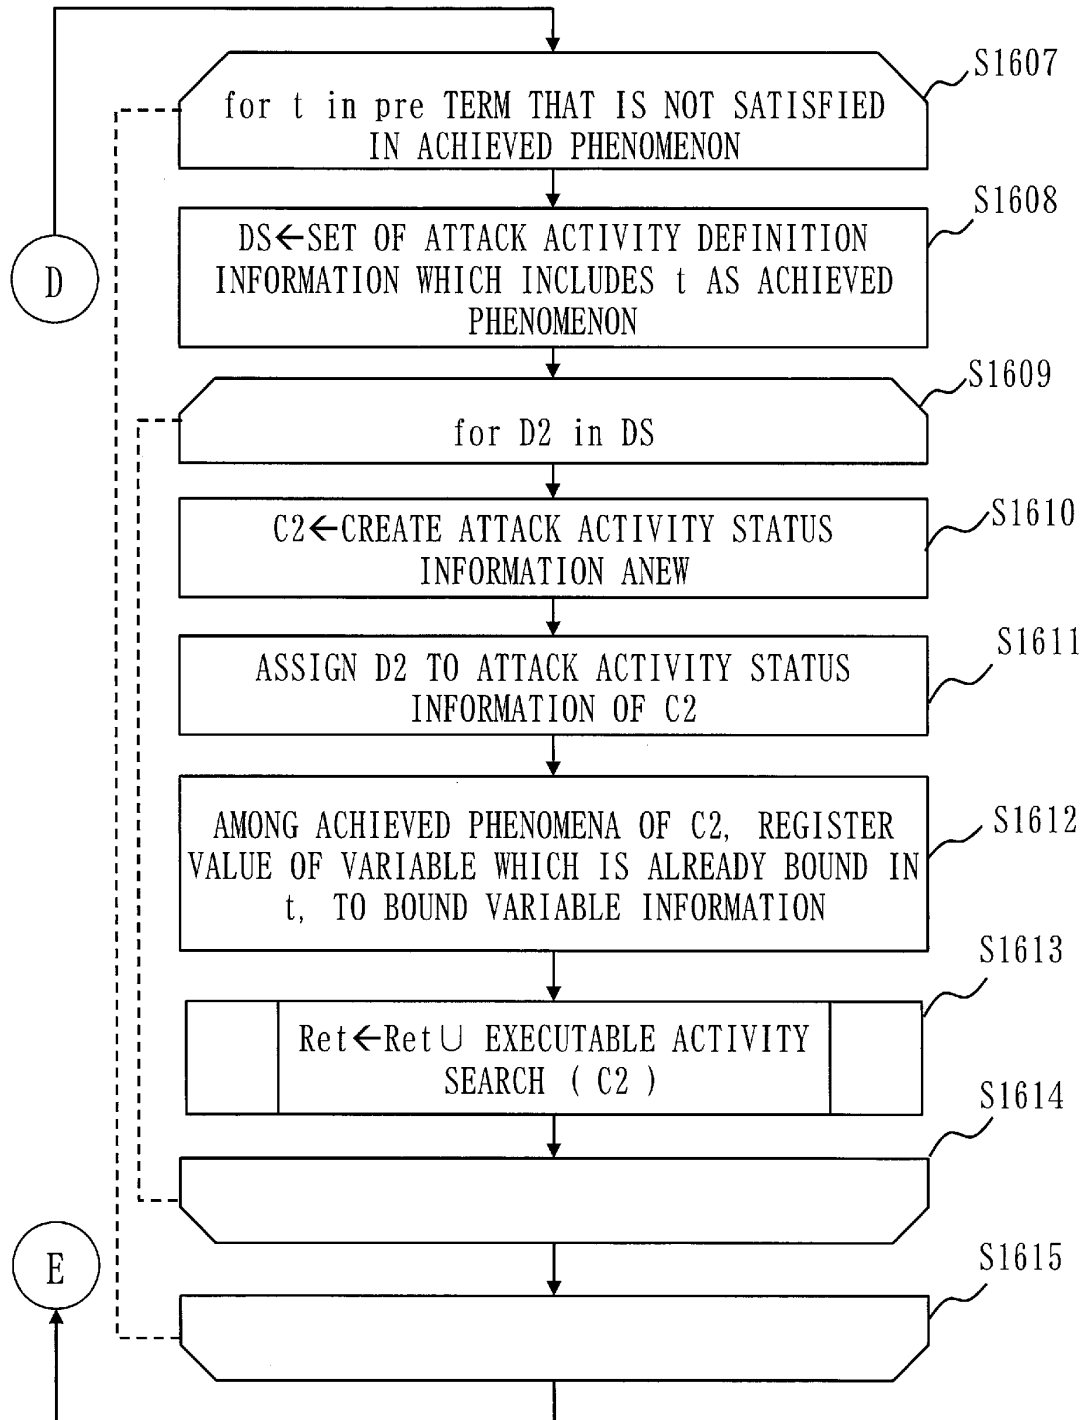 S1607
for t in pre TERM THAT IS NOT SATISFIED
IN ACHIEVED PHENOMENON
S1608
DS←SET OF ATTACK ACTIVITY DEFINITION
INFORMATION WHICH INCLUDES t AS ACHIEVED
PHENOMENON
D
S1609
for D2 in DS
S1610
C2←CREATE ATTACK ACTIVITY STATUS
INFORMATION ANEW
S1611
ASSIGN D2 TO ATTACK ACTIVITY STATUS
INFORMATION OF C2
S1612
AMONG ACHIEVED PHENOMENA OF C2, REGISTER
VALUE OF VARIABLE WHICH IS ALREADY BOUND IN
t, TO BOUND VARIABLE INFORMATION
S1613
Ret←Ret∪ EXECUTABLE ACTIVITY
SEARCH ( C2 )
S1614
E
S1615